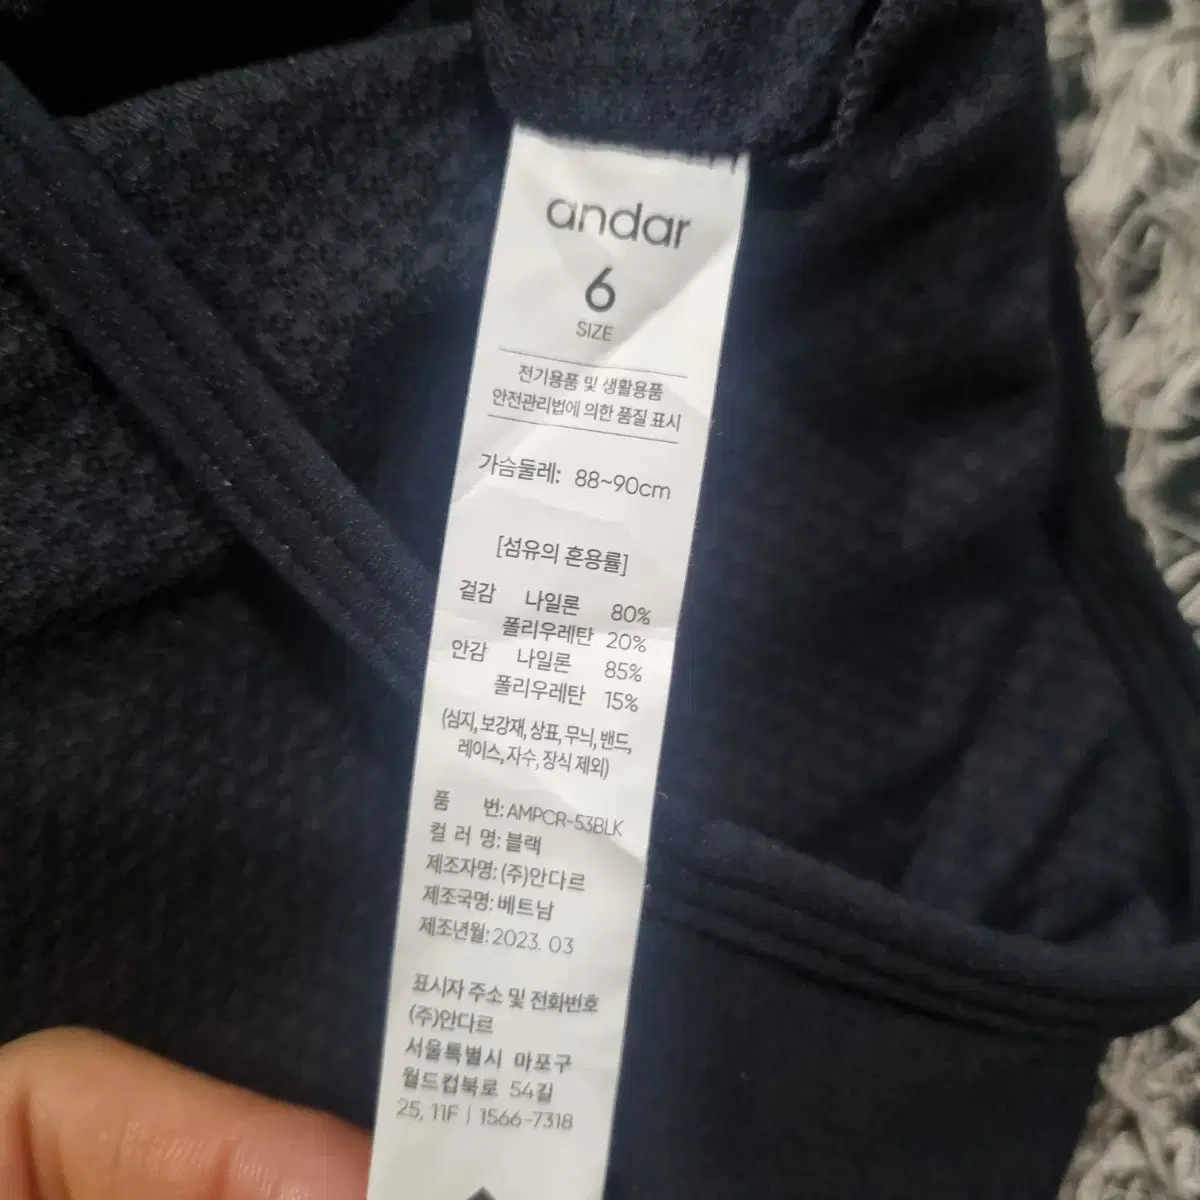 andar
6
SIZE
전기용품 및 생활용품
안전관리법에 의한 품질 표시
가슴둘레: 88~90cm
[섬유의 혼용률]
겉감 나일론 80%
폴리우레탄 20%
안감 나일론 85%
폴리우레탄 15%
(심지, 보강재, 상표, 무늬, 밴드,
레이스, 자수, 장식 제외)
품 번: AMPCR-53BLK
컬 러 명: 블랙
제조자명: (주)안다르
제조국명: 베트남
제조년월: 2023. 03
표시자 주소 및 전화번호
(주)안다르
서울특별시 마포구
월드컵북로 54길
25, 11F | 1566-7318